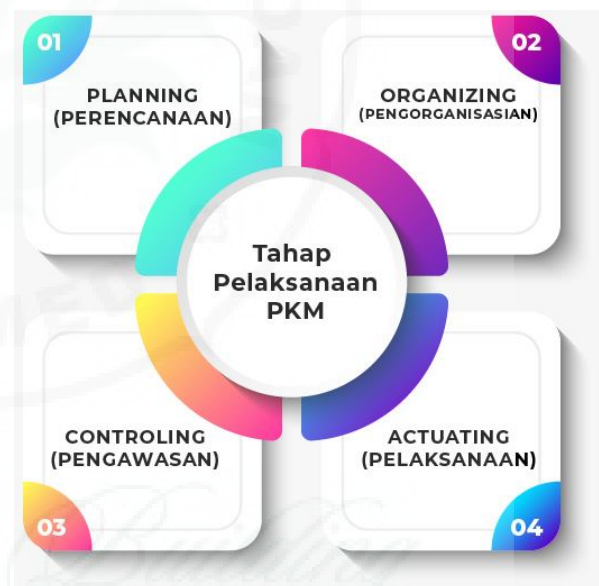 01
PLANNING
(PERENCANAAN)
02
ORGANIZING
(PENGORGANISASIAN)
Tahap
Pelaksanaan
PKM
CONTROLING
(PENGAWASAN)
03
ACTUATING
(PELAKSANAAN)
04